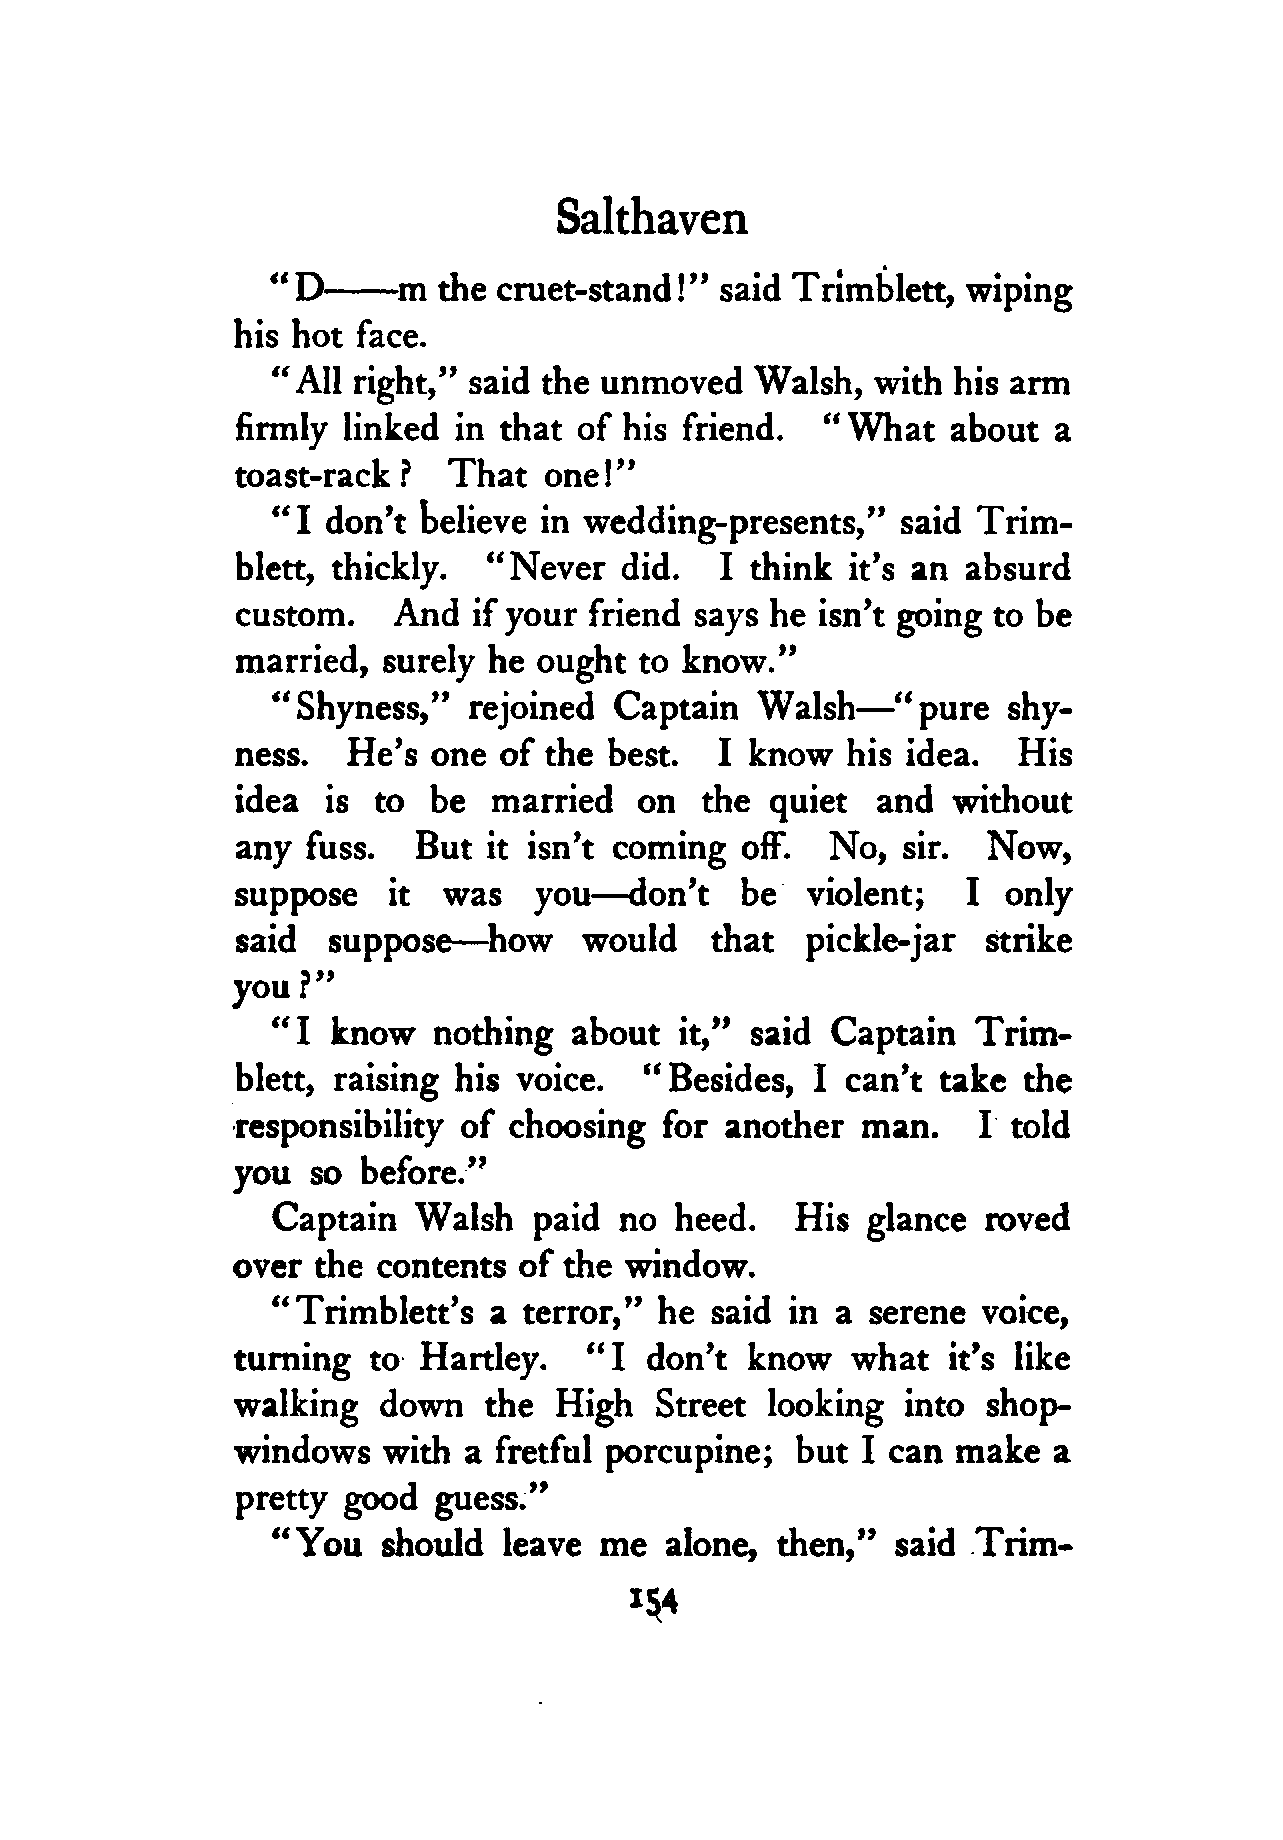 Salthaven
"D——m the cruet-stand!" said Trimblett, wiping
his hot face.
"All right," said the unmoved Walsh, with his arm
firmly linked in that of his friend. "What about a
toast-rack? That one!"
"I don't believe in wedding-presents," said Trim-
blett, thickly. "Never did. I think it's an absurd
custom. And if your friend says he isn't going to be
married, surely he ought to know."
"Shyness," rejoined Captain Walsh—"pure shy-
ness. He's one of the best. I know his idea. His
idea is to be married on the quiet and without
any fuss. But it isn't coming off. No, sir. Now,
suppose it was you—don't be violent; I only
said suppose—how would that pickle-jar strike
you?"
"I know nothing about it," said Captain Trim-
blett, raising his voice. "Besides, I can't take the
responsibility of choosing for another man. I told
you so before."
Captain Walsh paid no heed. His glance roved
over the contents of the window.
"Trimblett's a terror," he said in a serene voice,
turning to Hartley. "I don't know what it's like
walking down the High Street looking into shop-
windows with a fretful porcupine; but I can make a
pretty good guess."
"You should leave me alone, then," said Trim-
154